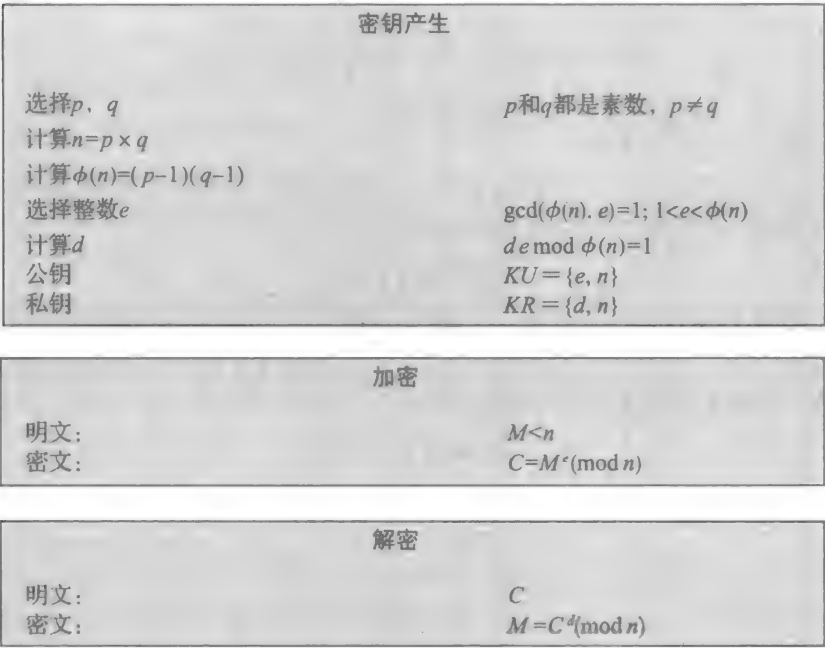 密钥产生
选择p，q p和q都是素数，p≠q
计算n=p×q
计算ϕ(n)=(p−1)(q−1)
选择整数e gcd(ϕ(n). e)=1; 1<e<ϕ(n)
计算d d e mod ϕ(n)=1
公钥 KU={e, n}
私钥 KR={d, n}
加密
明文： M<n
密文： C=Mᵉ(mod n)
解密
明文： C
密文： M=Cᵈ(mod n)